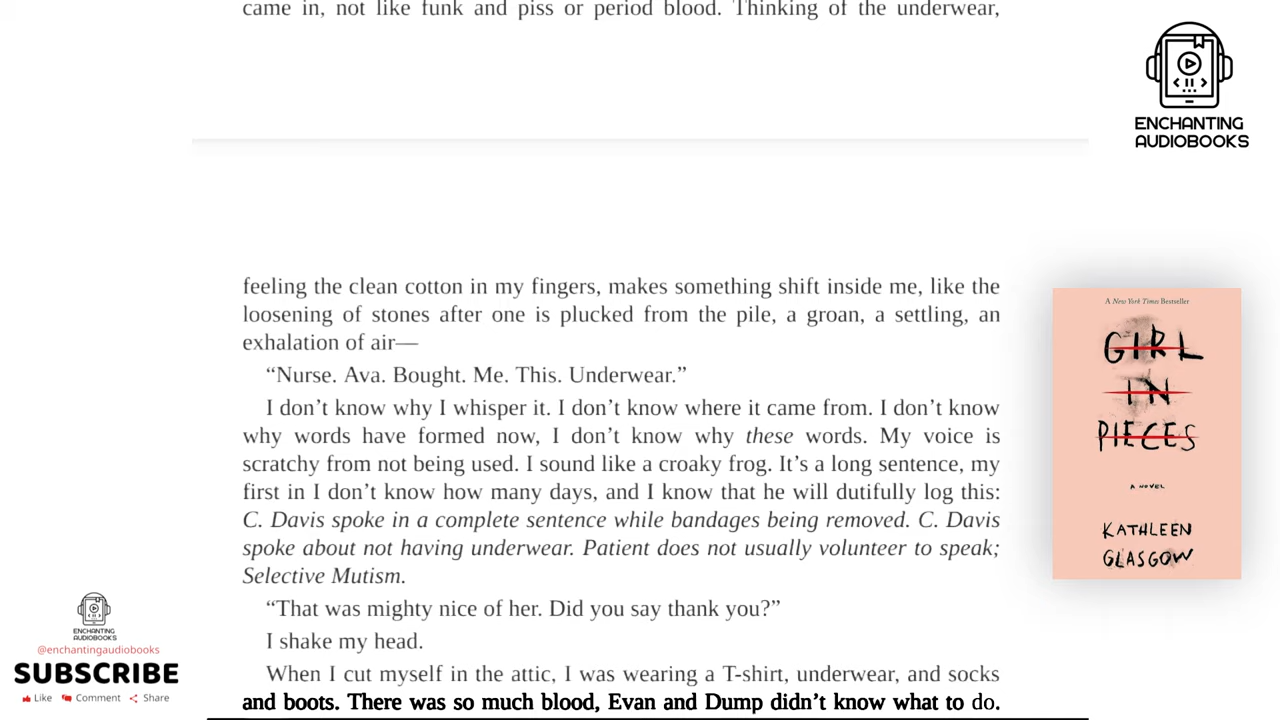 came in, not like funk and piss or period blood. Thinking of the underwear,
ENCHANTING
AUDIOBOOKS
feeling the clean cotton in my fingers, makes something shift inside me, like the
loosening of stones after one is plucked from the pile, a groan, a settling, an
exhalation of air—
“Nurse. Ava. Bought. Me. This. Underwear.”
I don’t know why I whisper it. I don’t know where it came from. I don’t know
why words have formed now, I don’t know why these words. My voice is
scratchy from not being used. I sound like a croaky frog. It’s a long sentence, my
first in I don’t know how many days, and I know that he will dutifully log this:
C. Davis spoke in a complete sentence while bandages being removed. C. Davis
spoke about not having underwear. Patient does not usually volunteer to speak;
Selective Mutism.
“That was mighty nice of her. Did you say thank you?”
I shake my head.
When I cut myself in the attic, I was wearing a T-shirt, underwear, and socks
and boots. There was so much blood, Evan and Dump didn’t know what to do.
A New York Times Bestseller
GIRL
IN
PIECES
A NOVEL
KATHLEEN
GLASGOW
ENCHANTING
AUDIOBOOKS
@enchantingaudiobooks
SUBSCRIBE
Like Comment Share